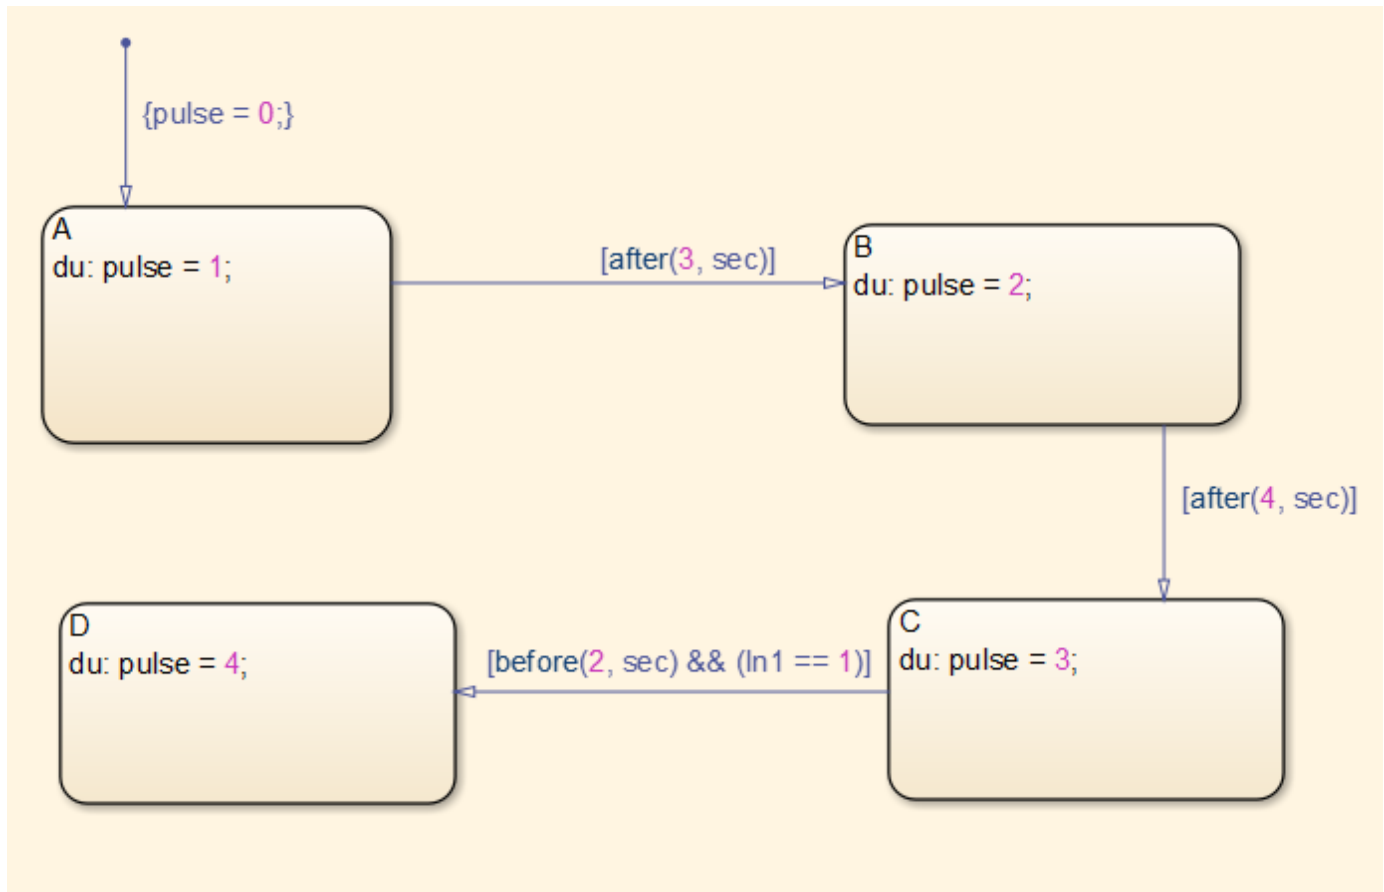 {pulse = 0;}
A
du: pulse = 1;
[after(3, sec)]
B
du: pulse = 2;
[after(4, sec)]
D
du: pulse = 4;
[before(2, sec) && (In1 == 1)]
C
du: pulse = 3;